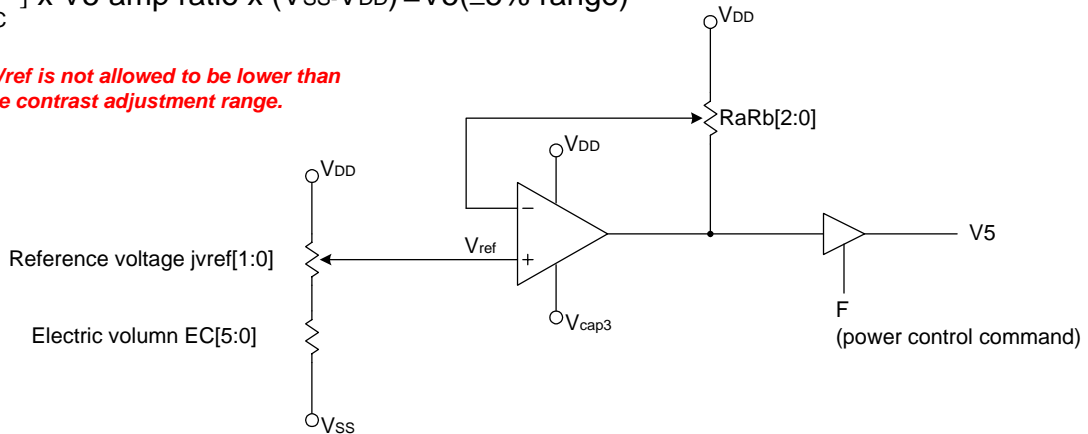 C ] x V5 amp ratio x (VSS-VDD) =V5(±3% range)
Vref is not allowed to be lower than
e contrast adjustment range.
VDD
RaRb[2:0]
VDD
VDD
−
Vref
+
Reference voltage jvref[1:0]
V5
Vcap3
F
(power control command)
Electric volumn EC[5:0]
VSS